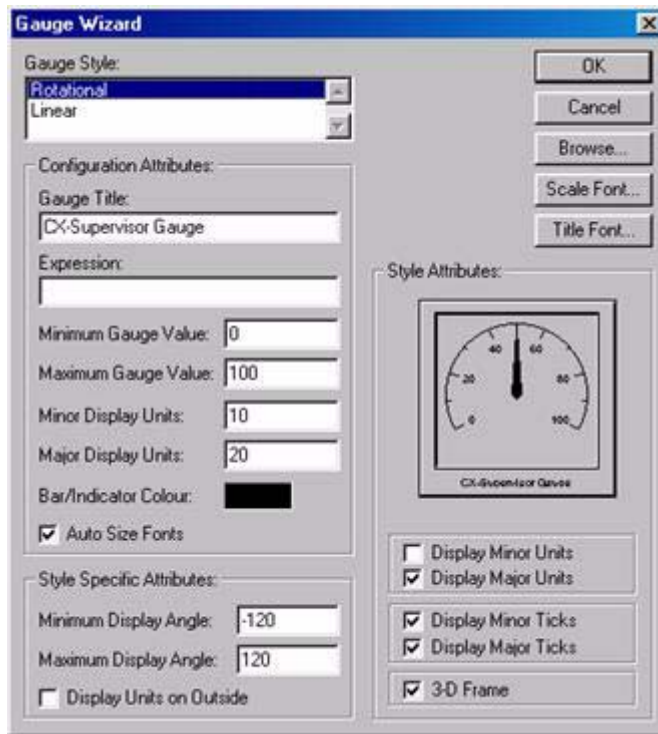 Gauge Wizard
Gauge Style:
Rotational
Linear
OK
Cancel
Browse...
Scale Font...
Title Font...
Configuration Attributes:
Gauge Title:
CX-Supervisor Gauge
Expression:
Minimum Gauge Value: 0
Maximum Gauge Value: 100
Minor Display Units: 10
Major Display Units: 20
Bar/Indicator Colour:
Auto Size Fonts
Style Specific Attributes:
Minimum Display Angle: -120
Maximum Display Angle: 120
Display Units on Outside
Style Attributes:
40 60
20 80
0 100
CX-Supervisor Gauge
Display Minor Units
Display Major Units
Display Minor Ticks
Display Major Ticks
3-D Frame